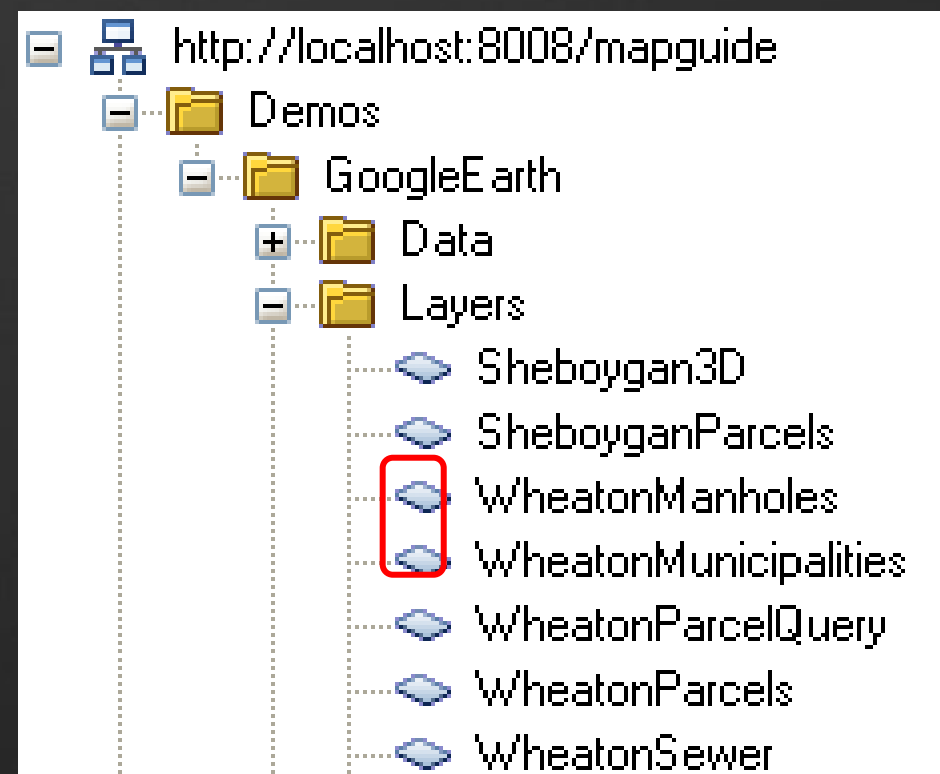 http://localhost:8008/mapguide
Demos
GoogleEarth
Data
Layers
Sheboygan3D
SheboyganParcels
WheatonManholes
WheatonMunicipalities
WheatonParcelQuery
WheatonParcels
WheatonSewer